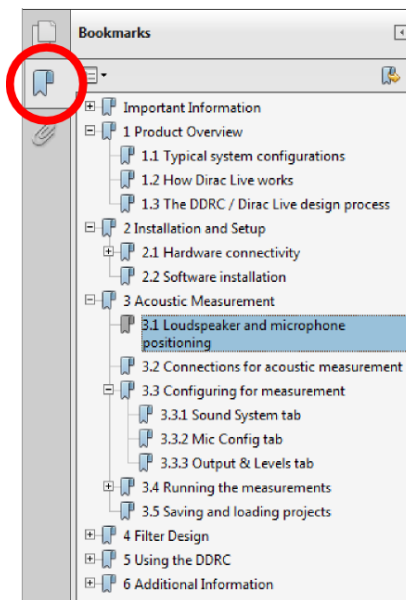 Bookmarks
Important Information
1 Product Overview
1.1 Typical system configurations
1.2 How Dirac Live works
1.3 The DDRC / Dirac Live design process
2 Installation and Setup
2.1 Hardware connectivity
2.2 Software installation
3 Acoustic Measurement
3.1 Loudspeaker and microphone
positioning
3.2 Connections for acoustic measurement
3.3 Configuring for measurement
3.3.1 Sound System tab
3.3.2 Mic Config tab
3.3.3 Output & Levels tab
3.4 Running the measurements
3.5 Saving and loading projects
4 Filter Design
5 Using the DDRC
6 Additional Information